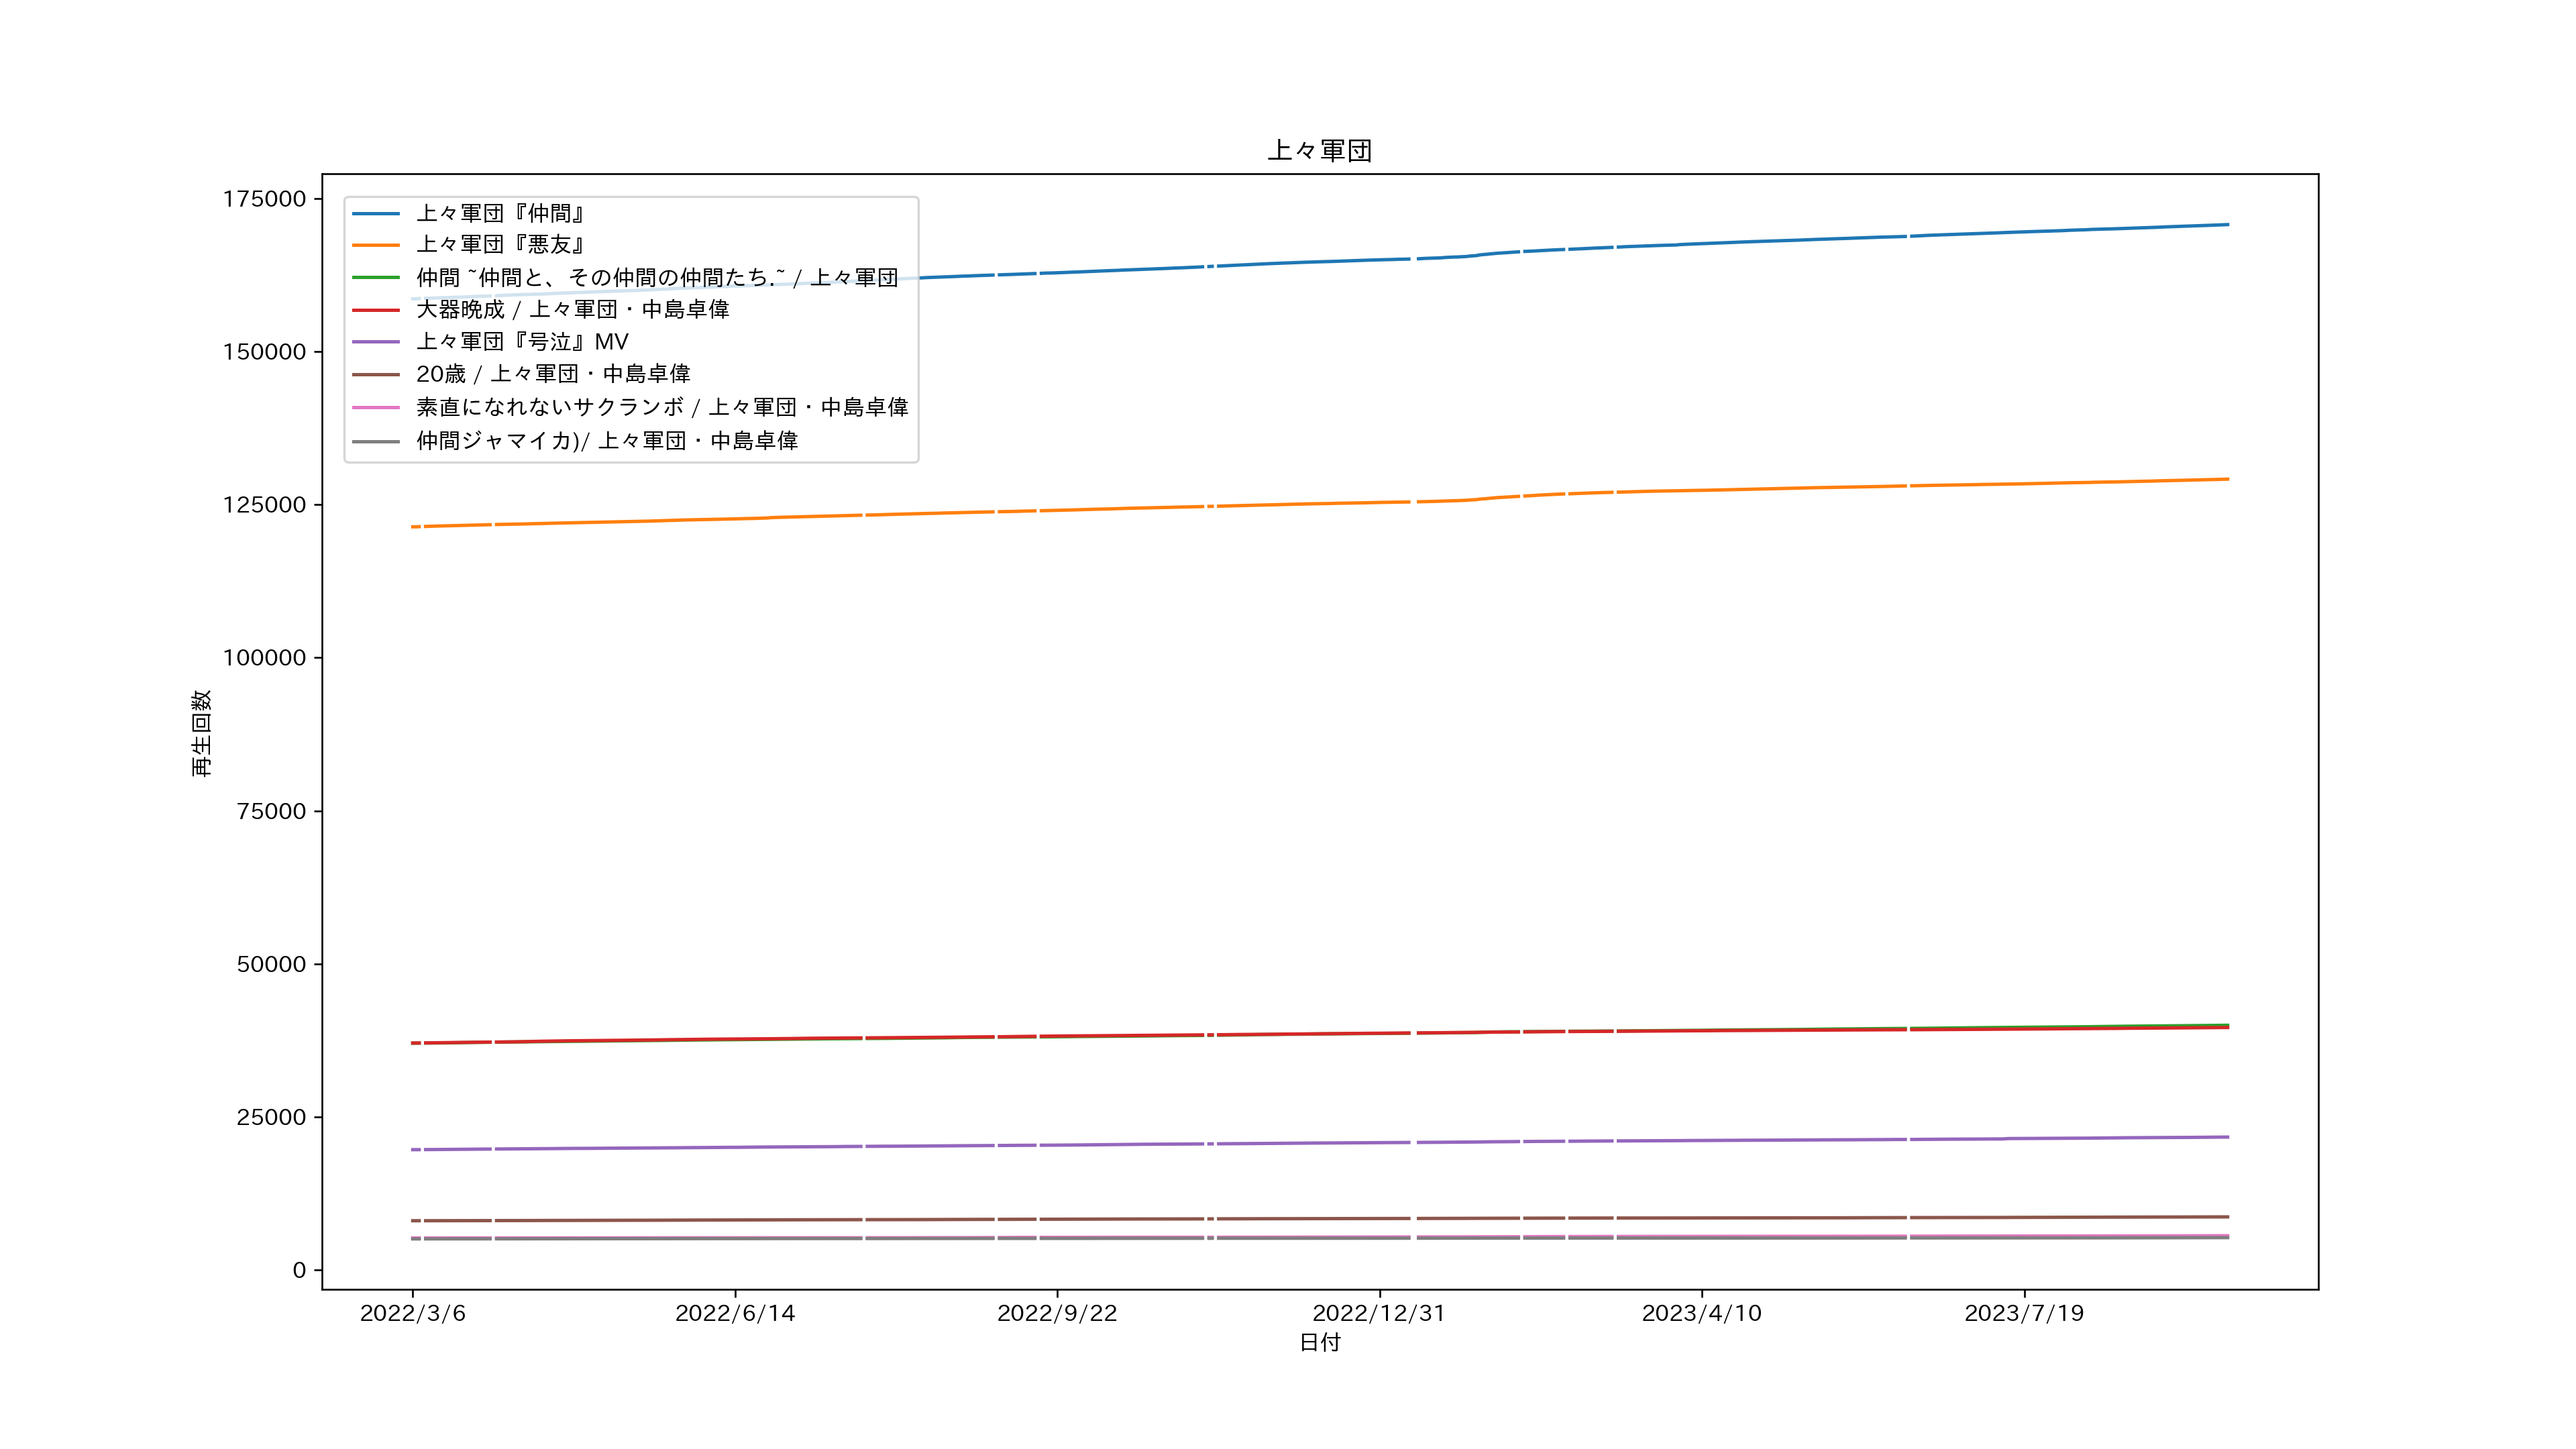 上々軍団
175000
150000
125000
100000
75000
50000
25000
0
再生回数
上々軍団『仲間』
上々軍団『悪友』
仲間 ~仲間と、その仲間の仲間たち.~ / 上々軍団
大器晩成 / 上々軍団・中島卓偉
上々軍団『号泣』MV
20歳 / 上々軍団・中島卓偉
素直になれないサクランボ / 上々軍団・中島卓偉
仲間ジャマイカ)/ 上々軍団・中島卓偉
2022/3/6
2022/6/14
2022/9/22
2022/12/31
2023/4/10
2023/7/19
日付